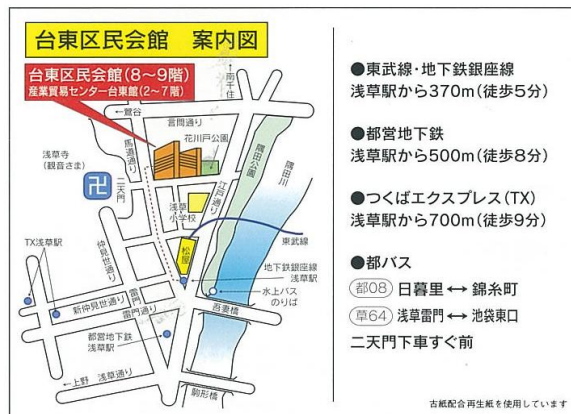 台東区民会館 案内図
台東区民会館(8〜9階)
産業貿易センター台東館(2〜7階)
↑南千住
←鶯谷
言問通り
馬道通り
花川戸公園
隅田公園
隅田川
浅草寺
(観音さま)
卍
二天門
江戸通り
浅草
小学校
東武線
TX浅草駅
仲見世通り
松屋
地下鉄銀座線
浅草駅
新仲見世通り
雷門
雷門通り
水上バス
のりば
吾妻橋
都営地下鉄
浅草駅
←上野 浅草通り
駒形橋
●東武線・地下鉄銀座線
浅草駅から370m(徒歩5分)
●都営地下鉄
浅草駅から500m(徒歩8分)
●つくばエクスプレス(TX)
浅草駅から700m(徒歩9分)
●都バス
都08 日暮里↔錦糸町
草64 浅草雷門↔池袋東口
二天門下車すぐ前
古紙配合再生紙を使用しています